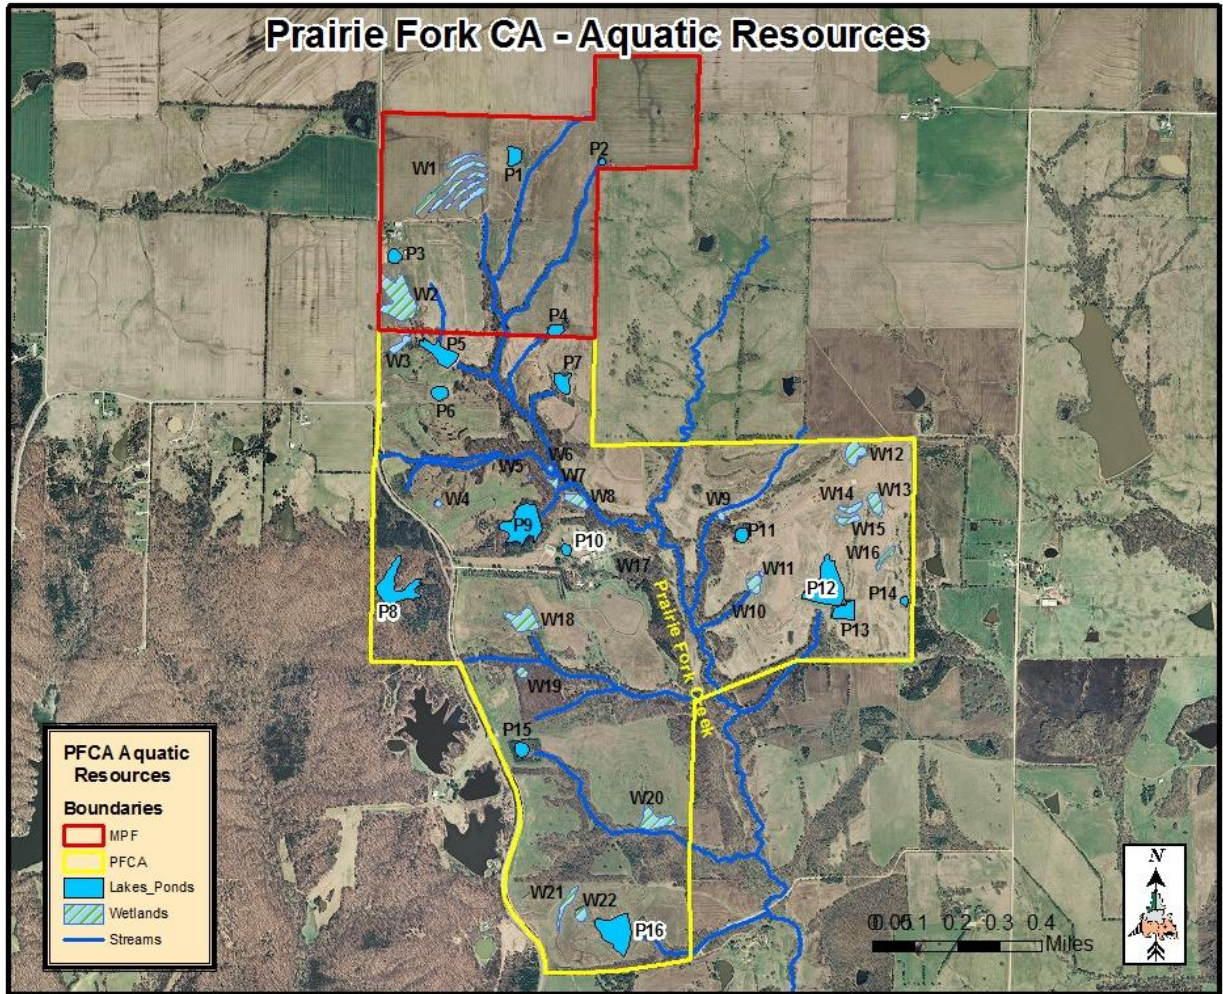 Prairie Fork CA - Aquatic Resources
P2
P1
W1
P3
W2
P4
W3
P5
P7
P6
W6
W5
W7
W4
W8
P9
P10
W17
W9
P11
W12
W14
W13
W15
W16
W11
W10
P12
P14
P13
P8
W18
Prairie Fork Creek
W19
P15
W20
W21
W22
P16
PFCA Aquatic
Resources
Boundaries
MPF
PFCA
Lakes_Ponds
Wetlands
Streams
N
0.1 0.2 0.3 0.4
Miles